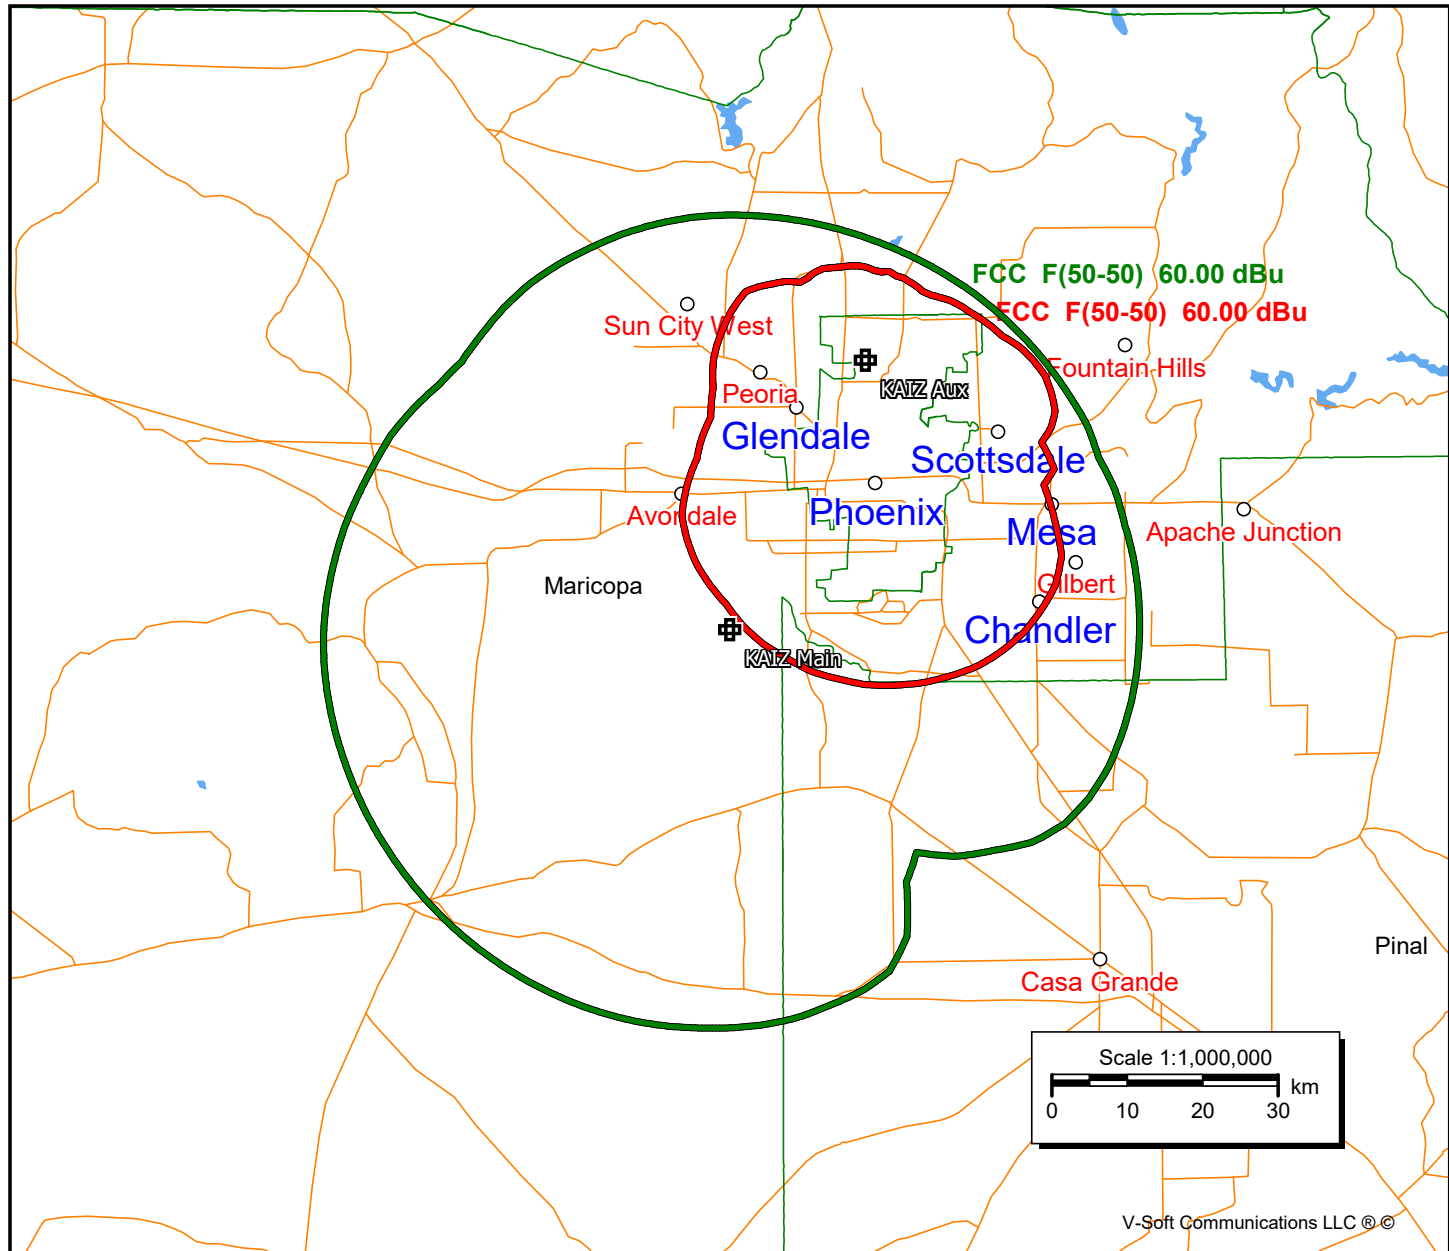 FCC F(50-50) 60.00 dBu
FCC F(50-50) 60.00 dBu
Sun City West
Fountain Hills
KAIZ Aux
Peoria
Glendale
Scottsdale
Phoenix
Avondale
Mesa
Apache Junction
Maricopa
Gilbert
Chandler
KAIZ Main
Pinal
Casa Grande
Scale 1:1,000,000
km
0 10 20 30
V-Soft Communications LLC ® ©